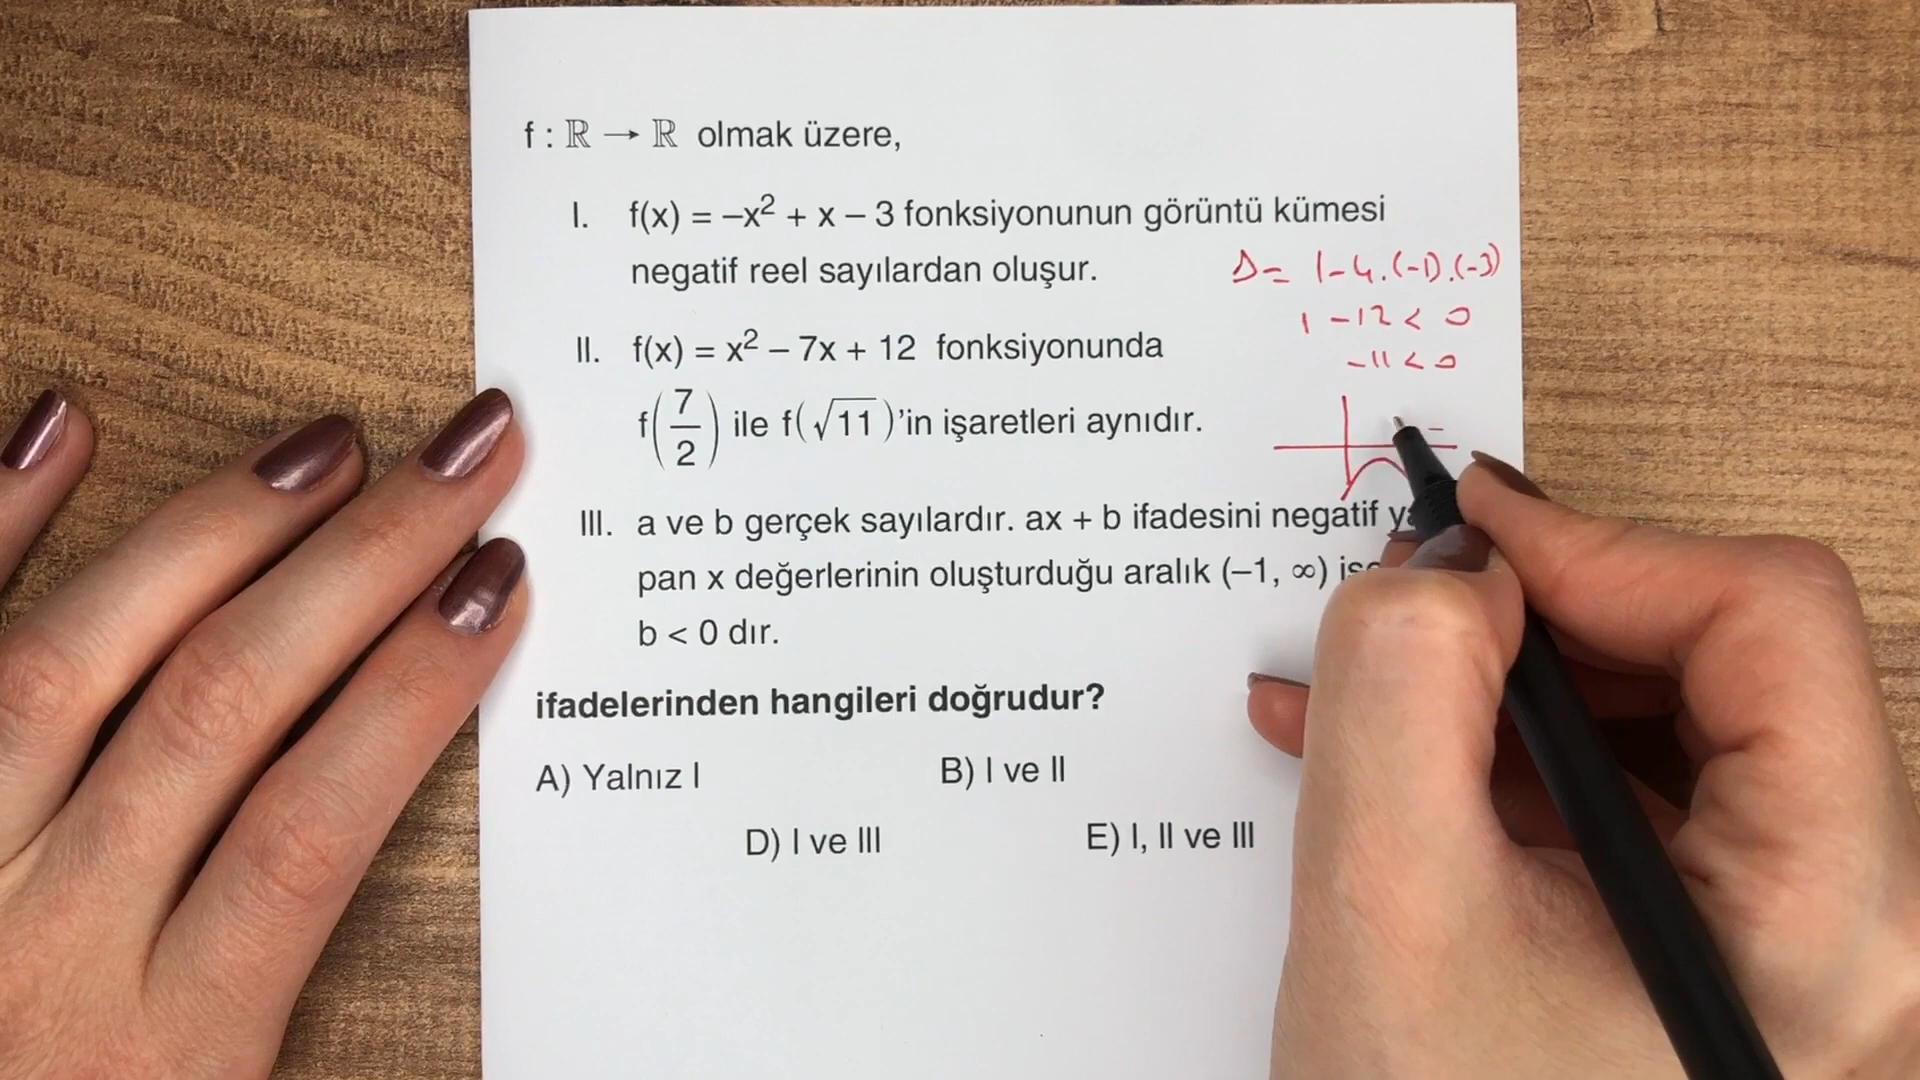 f : ℝ → ℝ olmak üzere,
I. f(x) = –x² + x – 3 fonksiyonunun görüntü kümesi
negatif reel sayılardan oluşur.
Δ = 1 - 4.(-1).(-3)
1 - 12 < 0
-11 < 0
II. f(x) = x² – 7x + 12 fonksiyonunda
f(7/2) ile f(√11)’in işaretleri aynıdır.
III. a ve b gerçek sayılardır. ax + b ifadesini negatif
pan x değerlerinin oluşturduğu aralık (–1, ∞)
b < 0 dır.
ifadelerinden hangileri doğrudur?
A) Yalnız I B) I ve II
D) I ve III E) I, II ve III